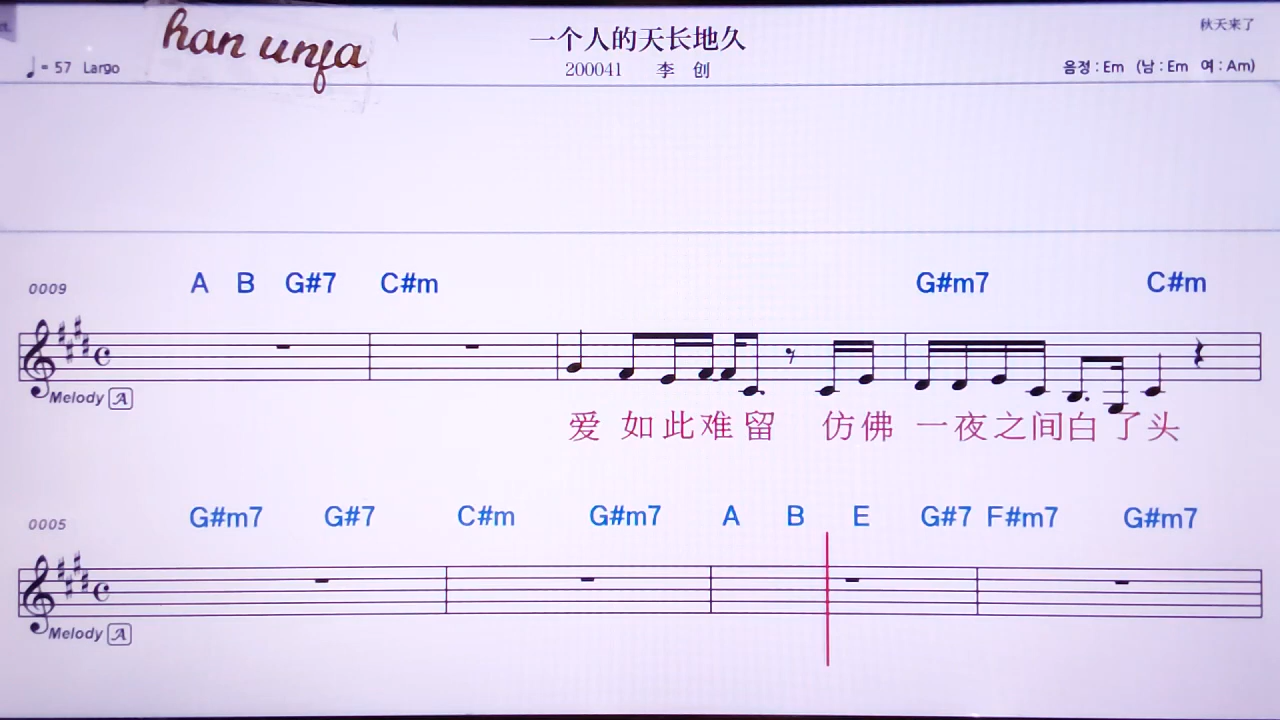 han unfa
一个人的天长地久
秋天来了
♩= 57 Largo
200041 李 创
음정 : Em (남 : Em 여 : Am)
0009 A B G#7 C#m G#m7 C#m
Melody A
爱 如此难留 仿佛 一夜之间白了头
0005 G#m7 G#7 C#m G#m7 A B E G#7 F#m7 G#m7
Melody A